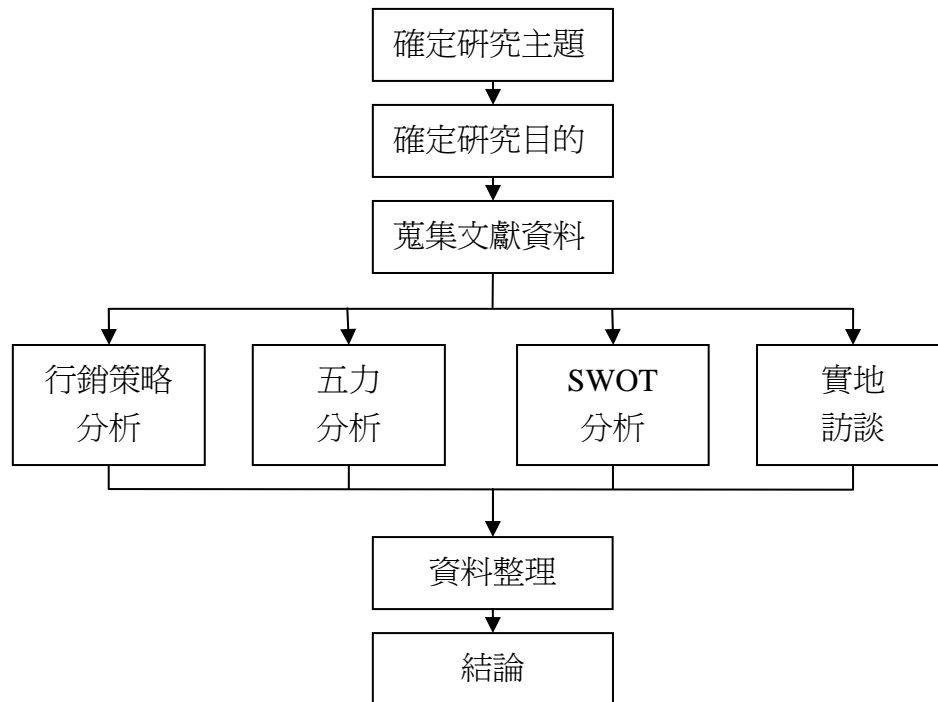 確定研究主題
確定研究目的
蒐集文獻資料
行銷策略
分析
五力
分析
SWOT
分析
實地
訪談
資料整理
結論